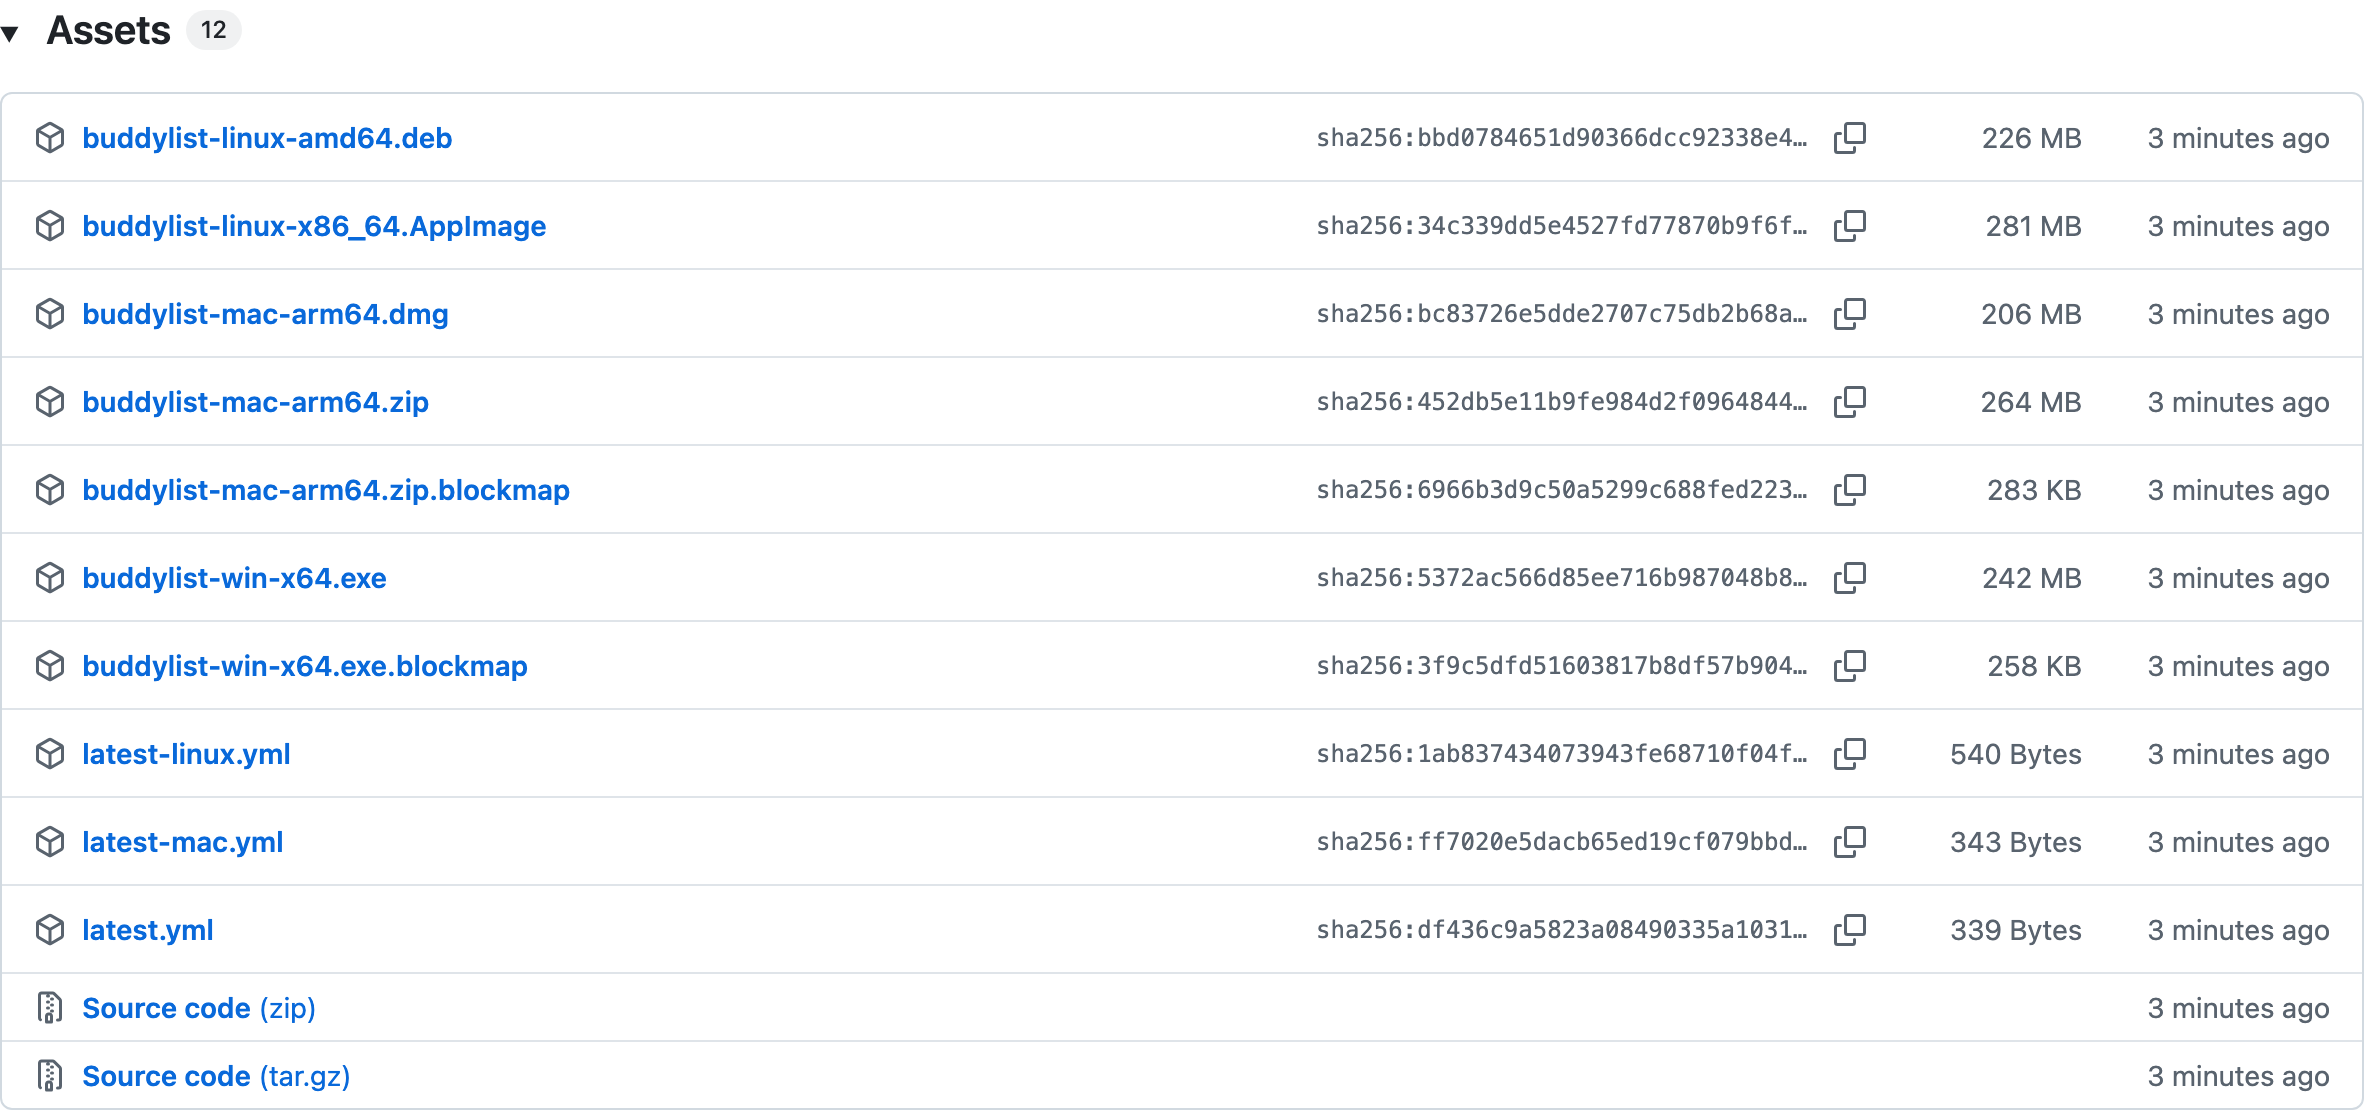 Assets 12
buddylist-linux-amd64.deb sha256:bbd0784651d90366dcc92338e4… 226 MB 3 minutes ago
buddylist-linux-x86_64.AppImage sha256:34c339dd5e4527fd77870b9f6f… 281 MB 3 minutes ago
buddylist-mac-arm64.dmg sha256:bc83726e5dde2707c75db2b68a… 206 MB 3 minutes ago
buddylist-mac-arm64.zip sha256:452db5e11b9fe984d2f0964844… 264 MB 3 minutes ago
buddylist-mac-arm64.zip.blockmap sha256:6966b3d9c50a5299c688fed223… 283 KB 3 minutes ago
buddylist-win-x64.exe sha256:5372ac566d85ee716b987048b8… 242 MB 3 minutes ago
buddylist-win-x64.exe.blockmap sha256:3f9c5dfd51603817b8df57b904… 258 KB 3 minutes ago
latest-linux.yml sha256:1ab837434073943fe68710f04f… 540 Bytes 3 minutes ago
latest-mac.yml sha256:ff7020e5dacb65ed19cf079bbd… 343 Bytes 3 minutes ago
latest.yml sha256:df436c9a5823a08490335a1031… 339 Bytes 3 minutes ago
Source code (zip) 3 minutes ago
Source code (tar.gz) 3 minutes ago